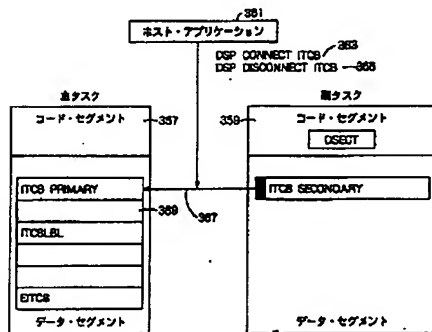 361
ホスト・アプリケーション
DSP CONNECT ITCB 363
DSP DISCONNECT ITCB 365
主タスク
副タスク
コード・セグメント
357
359
コード・セグメント
DSECT
ITCB PRIMARY
ITCB SECONDARY
369
367
ITCBLBL
EITCB
データ・セグメント
データ・セグメント